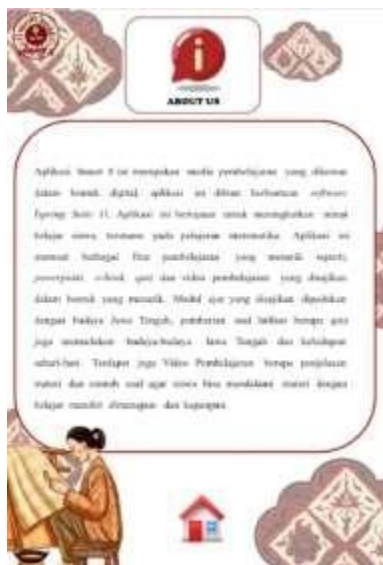 ABOUT US
Aplikasi Smart 8 ini merupakan media pembelajaran yang dikemas
dalam bentuk digital, aplikasi ini dibuat berbantuan software
Ispring Suite 11. Aplikasi ini bertujuan untuk meningkatkan minat
belajar siswa, terutama pada pelajaran matematika. Aplikasi ini
memuat berbagai fitur pembelajaran yang menarik seperti,
powerpoint, e-book, quiz dan video pembelajaran yang disajikan
dalam bentuk yang menarik. Modul ajar yang disajikan dipadukan
dengan budaya Jawa Tengah, pemberian soal latihan berupa quiz
juga memadukan budaya-budaya Jawa Tengah dan kehidupan
sehari-hari. Terdapat juga Video Pembelajaran berupa penjelasan
materi dan contoh soal agar siswa bisa mendalami materi dengan
belajar mandiri dimanapun dan kapanpun.